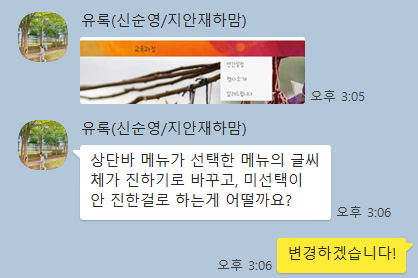 유록(신순영/지안재하맘)
교육과정
오후 3:05
유록(신순영/지안재하맘)
상단바 메뉴가 선택한 메뉴의 글씨
체가 진하기로 바꾸고, 미선택이
안 진한걸로 하는게 어떨까요?
오후 3:06
변경하겠습니다!
오후 3:06